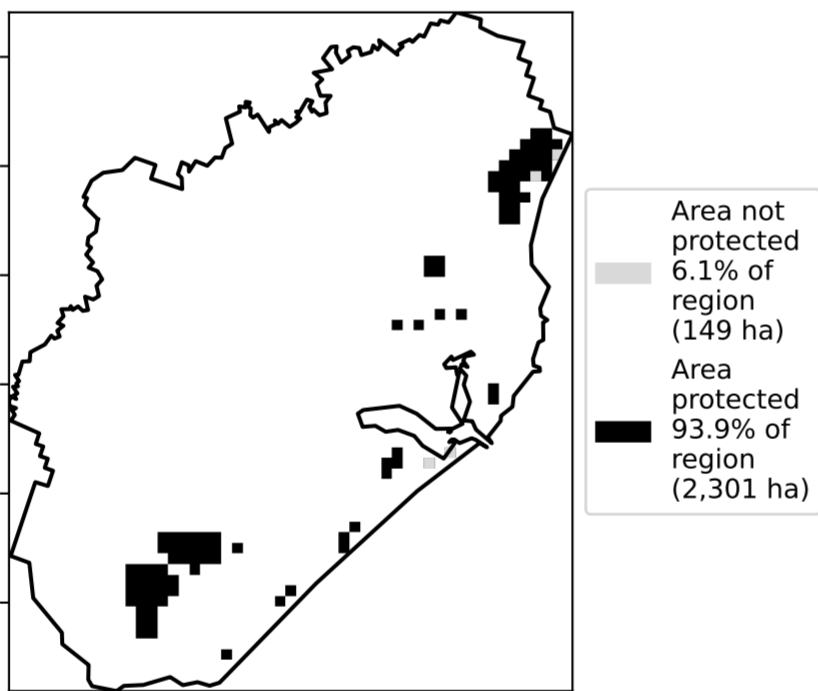 Area not
protected
6.1% of
region
(149 ha)
Area
protected
93.9% of
region
(2,301 ha)